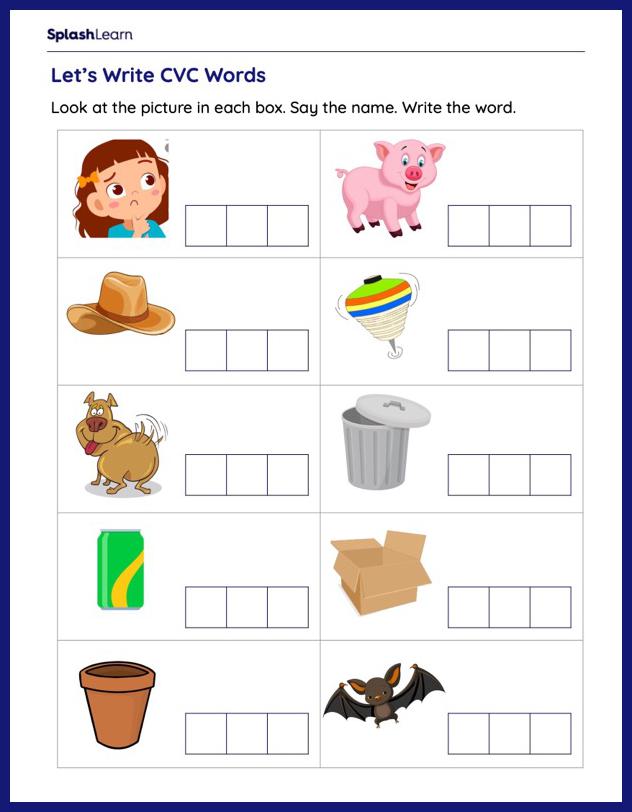 SplashLearn
Let's Write CVC Words
Look at the picture in each box. Say the name. Write the word.